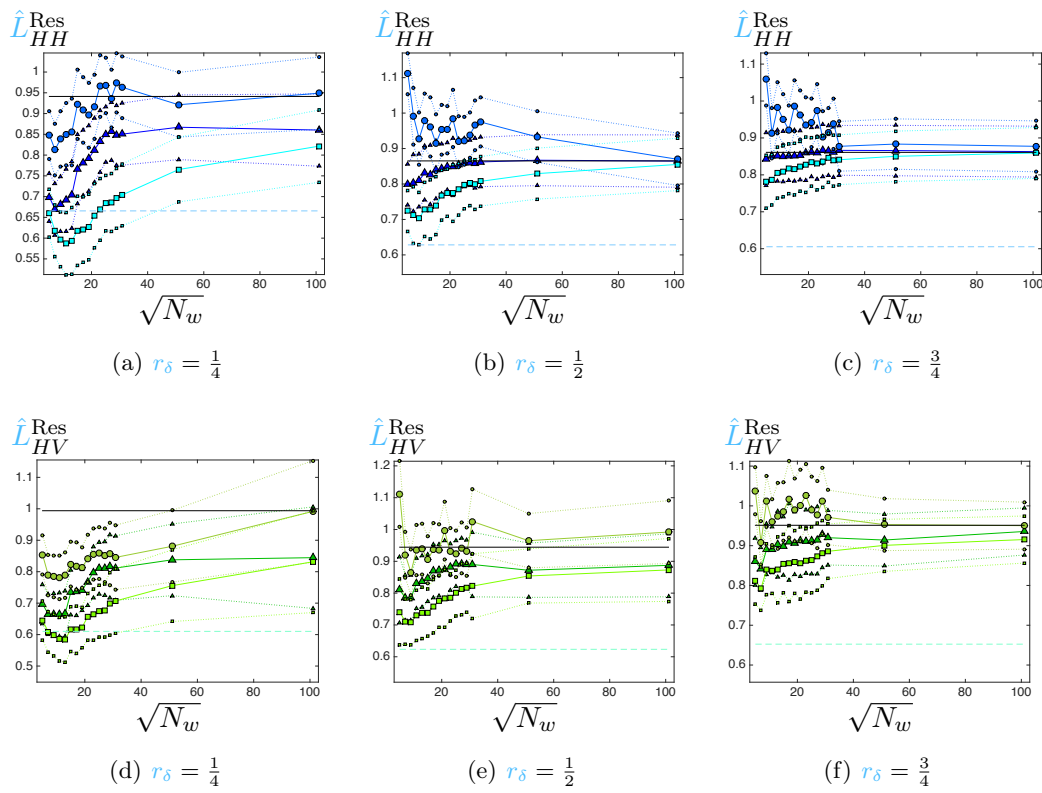 L̂^Res_HH L̂^Res_HH L̂^Res_HH
1
0.95
0.9
0.85
0.8
0.75
0.7
0.65
0.6
0.55
20 40 60 80 100
√N_w
(a) r_δ = 1/4
1.1
1
0.9
0.8
0.7
0.6
20 40 60 80 100
√N_w
(b) r_δ = 1/2
1.1
1
0.9
0.8
0.6
20 40 60 80 100
√N_w
(c) r_δ = 3/4
L̂^Res_HV L̂^Res_HV L̂^Res_HV
1.1
1
0.9
0.8
0.7
0.6
0.5
20 40 60 80 100
√N_w
(d) r_δ = 1/4
1.2
1.1
1
0.9
0.8
0.7
0.6
20 40 60 80 100
√N_w
(e) r_δ = 1/2
1.1
1
0.9
0.8
0.7
0.6
20 40 60 80 100
√N_w
(f) r_δ = 3/4